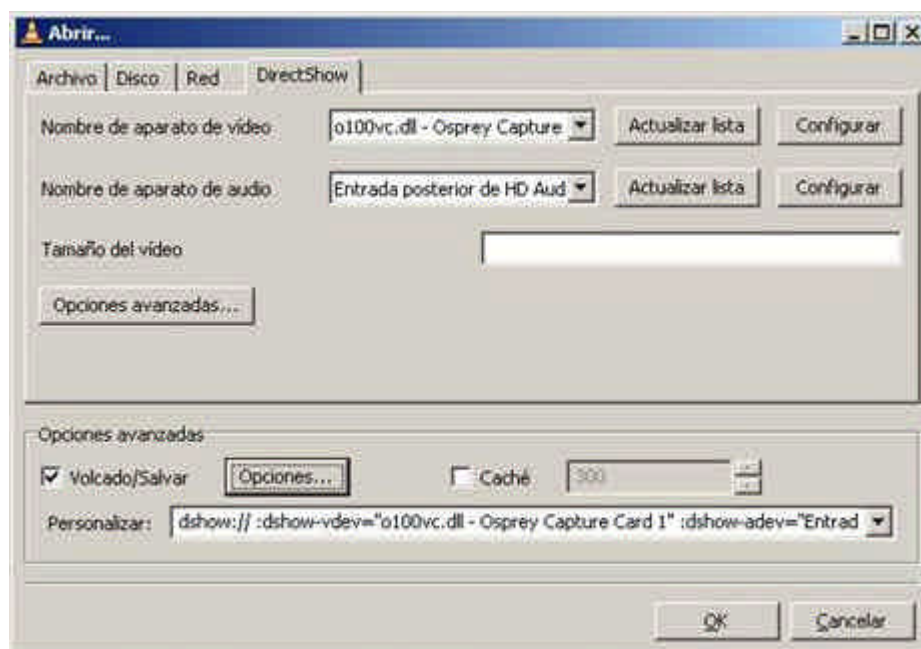 Abrir...
Archivo Disco Red DirectShow
Nombre de aparato de vídeo o100vc.dll - Osprey Capture Actualizar lista Configurar
Nombre de aparato de audio Entrada posterior de HD Aud Actualizar lista Configurar
Tamaño del vídeo
Opciones avanzadas...
Opciones avanzadas
Volcado/Salvar Opciones... Caché 300
Personalizar: dshow:// :dshow-vdev="o100vc.dll - Osprey Capture Card 1" :dshow-adev="Entrad
OK Cancelar